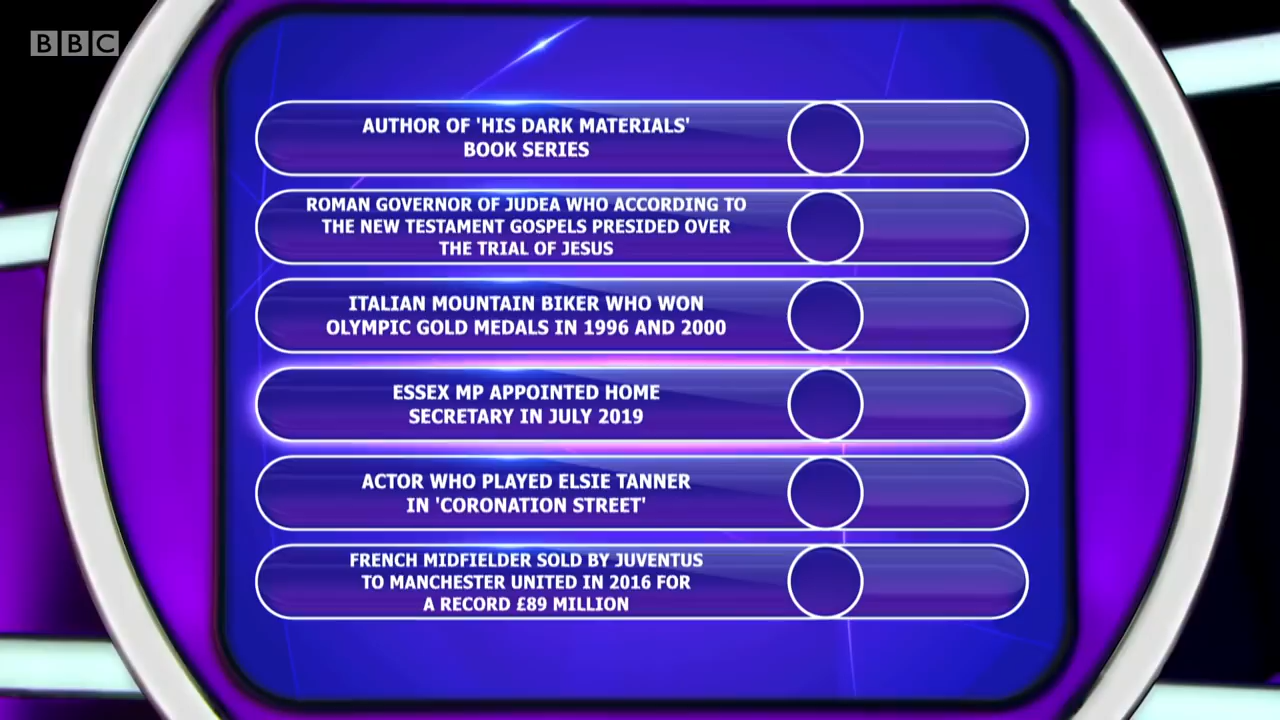 BBC
AUTHOR OF 'HIS DARK MATERIALS'
BOOK SERIES
ROMAN GOVERNOR OF JUDEA WHO ACCORDING TO
THE NEW TESTAMENT GOSPELS PRESIDED OVER
THE TRIAL OF JESUS
ITALIAN MOUNTAIN BIKER WHO WON
OLYMPIC GOLD MEDALS IN 1996 AND 2000
ESSEX MP APPOINTED HOME
SECRETARY IN JULY 2019
ACTOR WHO PLAYED ELSIE TANNER
IN 'CORONATION STREET'
FRENCH MIDFIELDER SOLD BY JUVENTUS
TO MANCHESTER UNITED IN 2016 FOR
A RECORD £89 MILLION